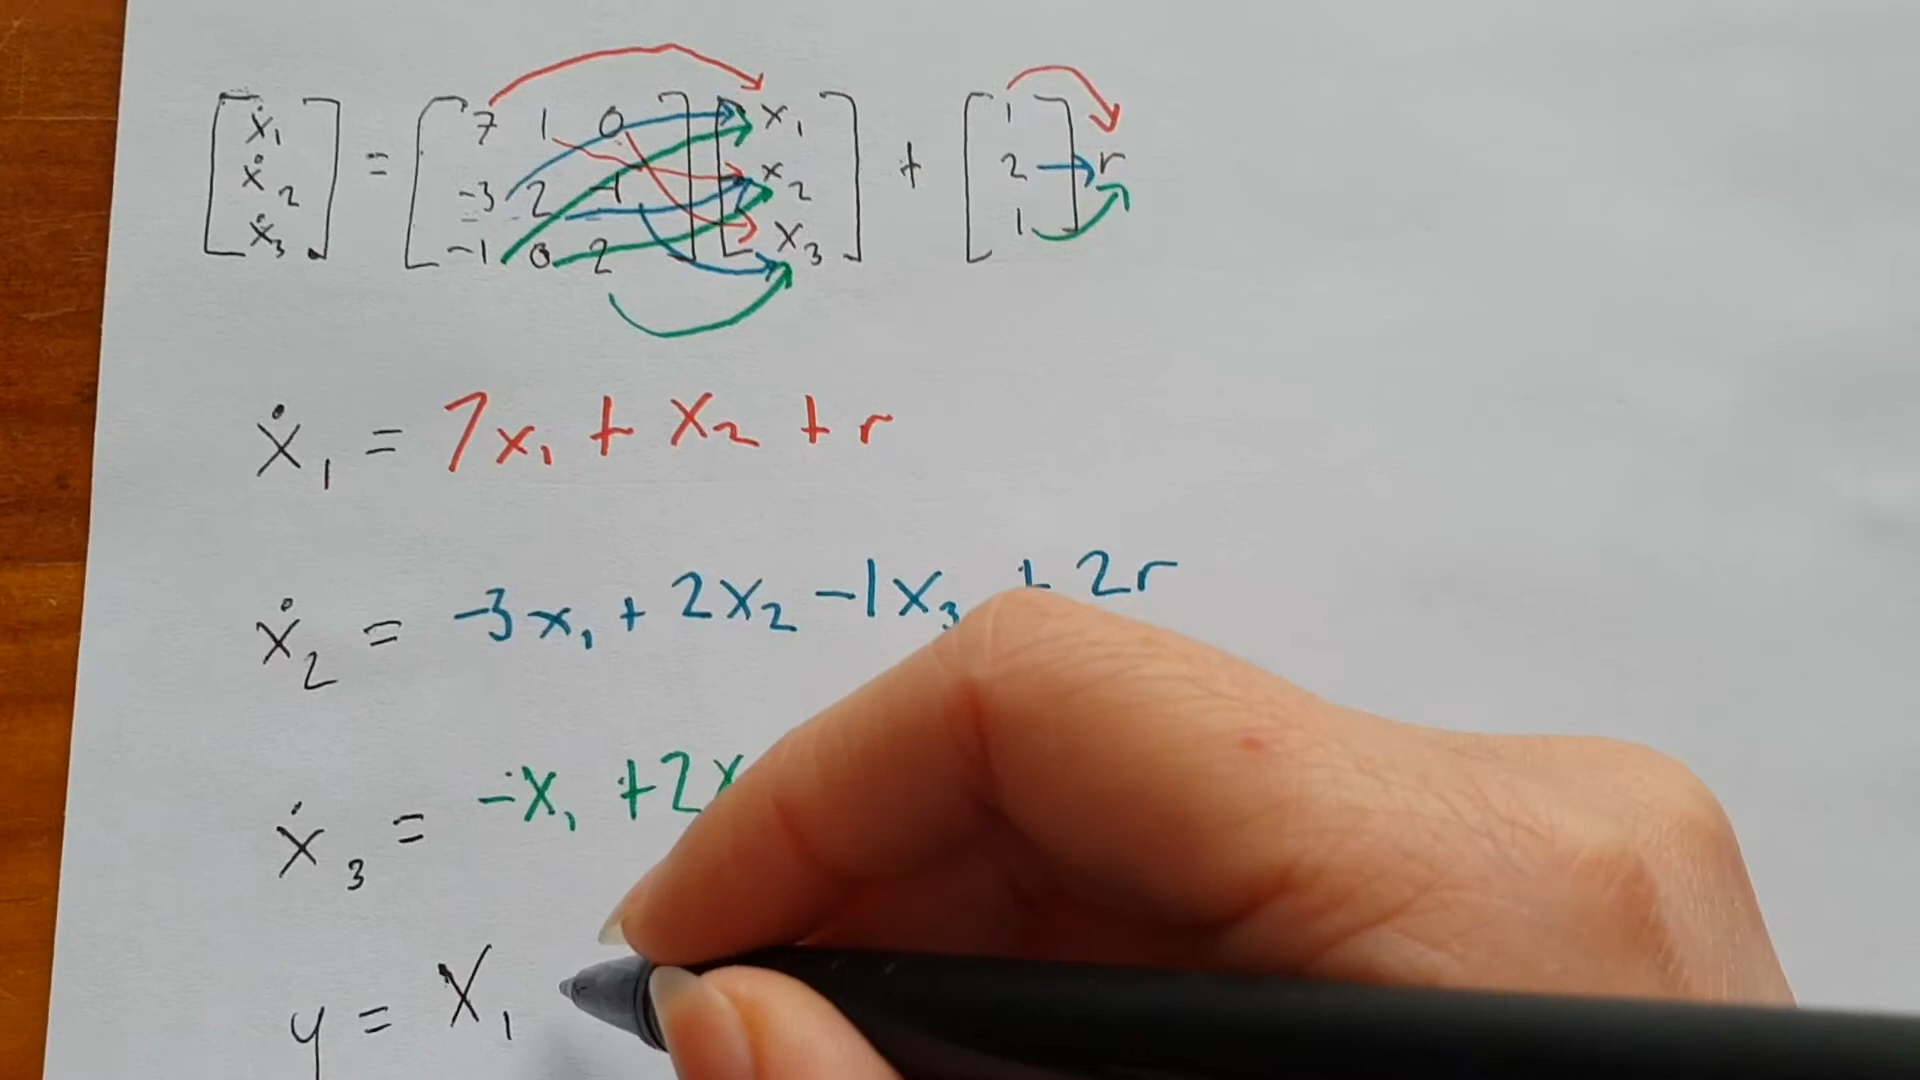 [ẋ₁ ẋ₂ ẋ₃] = [7 1 0; -3 2 -1; -1 0 2] [x₁ x₂ x₃] + [1 2 1] r
ẋ₁ = 7x₁ + x₂ + r
ẋ₂ = -3x₁ + 2x₂ -1x₃ + 2r
ẋ₃ = -x₁ +2x
y = x₁